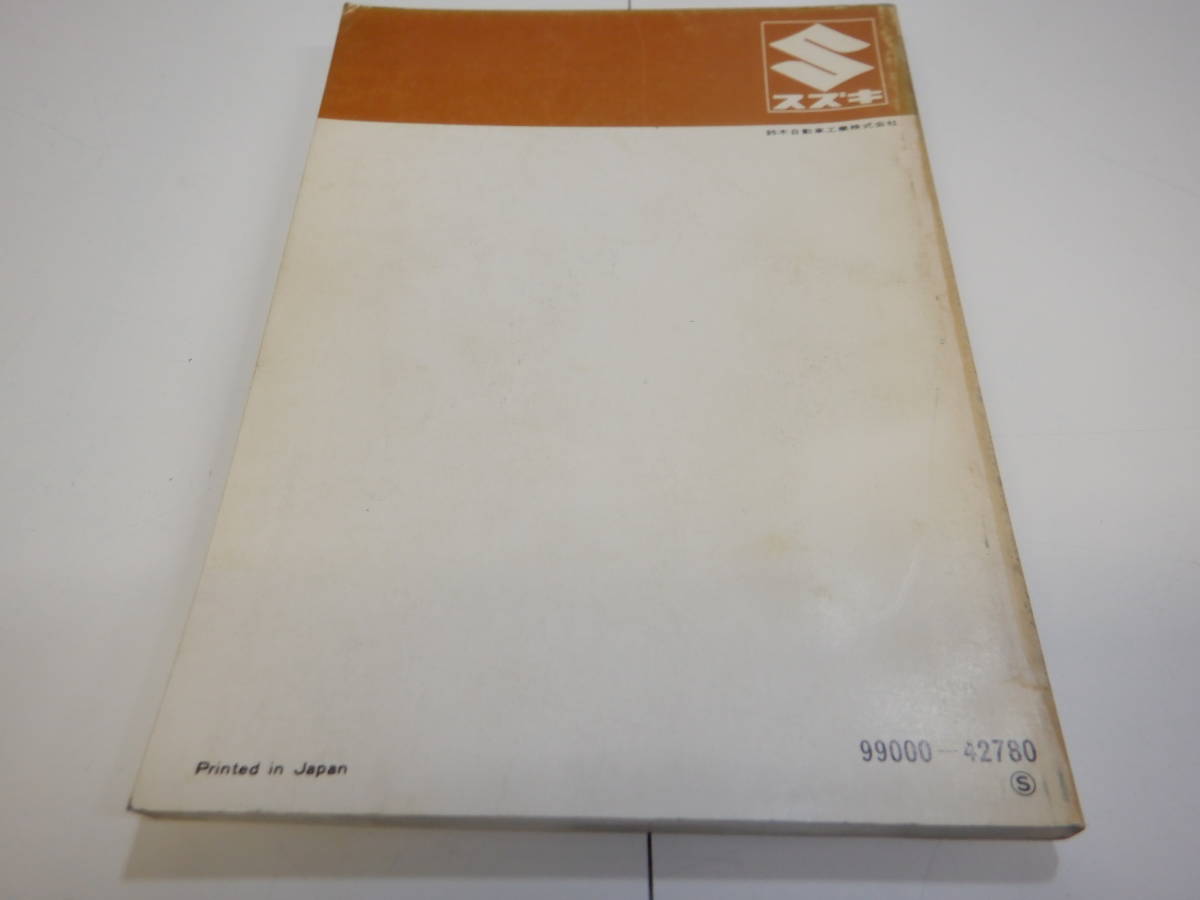 スズキ
鈴木自動車工業株式会社
99000-42780
Printed in Japan
Ⓢ